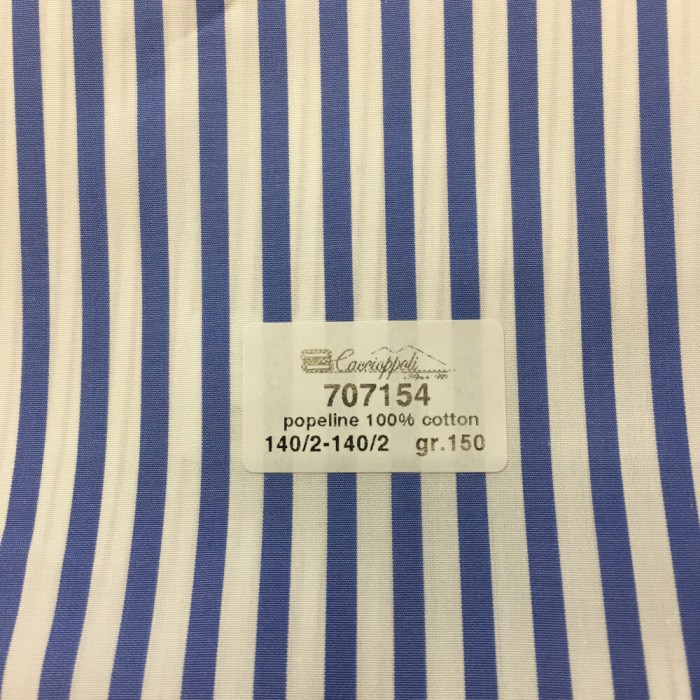 Caccioppoli
707154
popeline 100% cotton
140/2-140/2 gr.150